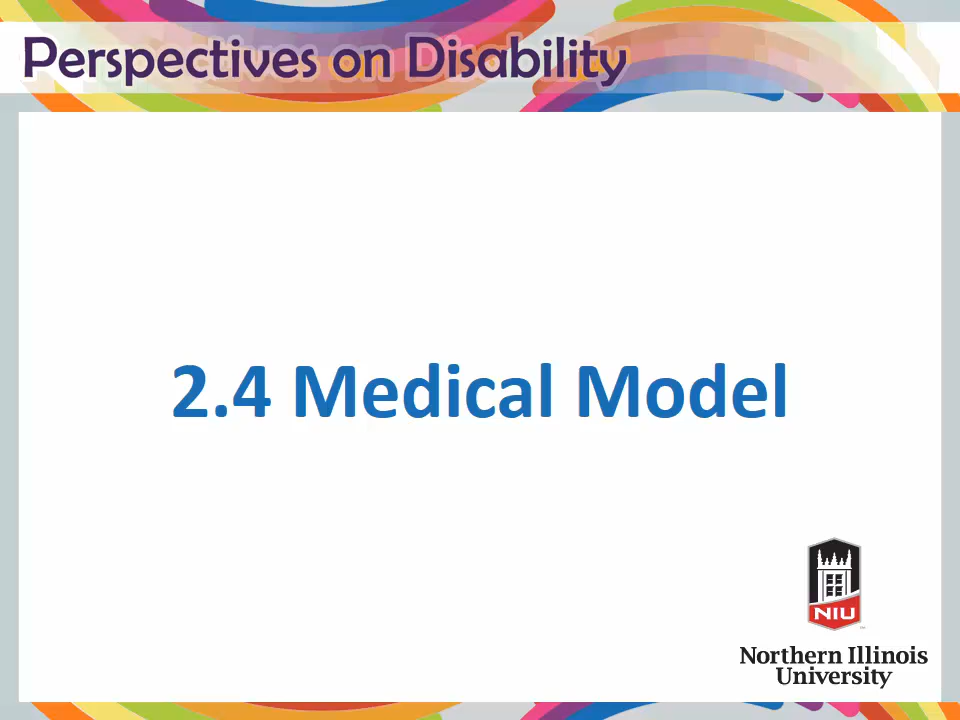 Perspectives on Disability
2.4 Medical Model
NIU
Northern Illinois
University